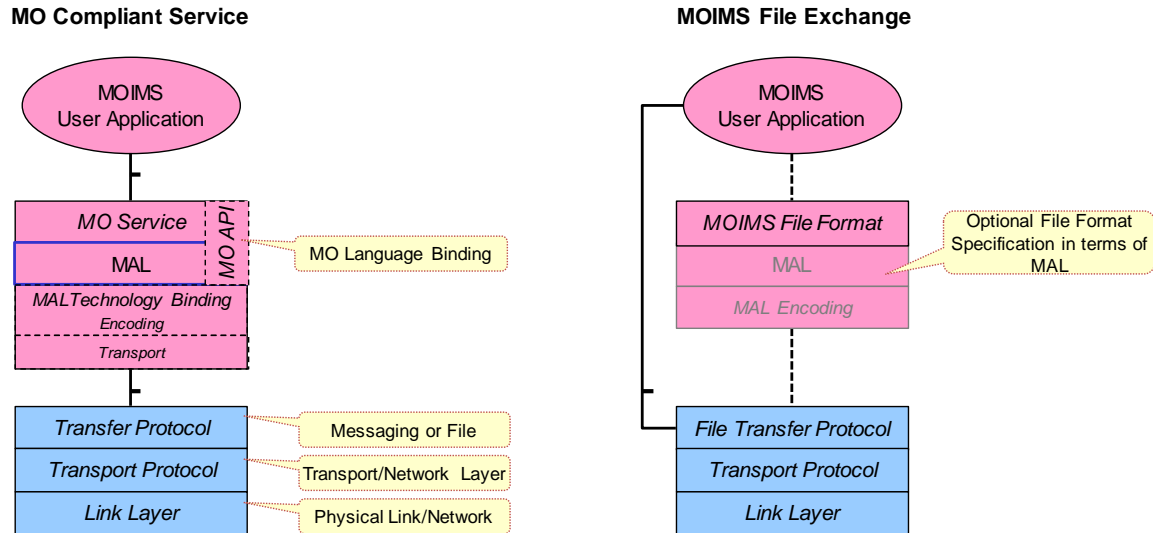 MO Compliant Service
MOIMS
User Application
MO Service
MO API
MAL
MO Language Binding
MALTechnology Binding
Encoding
Transport
Transfer Protocol
Messaging or File
Transport Protocol
Transport/Network Layer
Link Layer
Physical Link/Network
MOIMS File Exchange
MOIMS
User Application
MOIMS File Format
MAL
MAL Encoding
Optional File Format
Specification in terms of
MAL
File Transfer Protocol
Transport Protocol
Link Layer